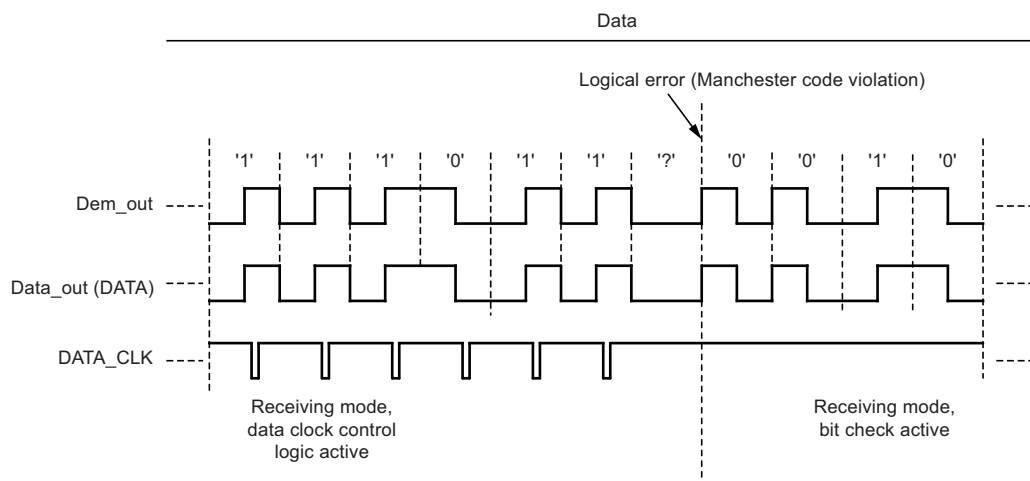 Data
Logical error (Manchester code violation)
'1' '1' '1' '0' '1' '1' '?' '0' '0' '1' '0'
Dem_out
Data_out (DATA)
DATA_CLK
Receiving mode,
data clock control
logic active
Receiving mode,
bit check active